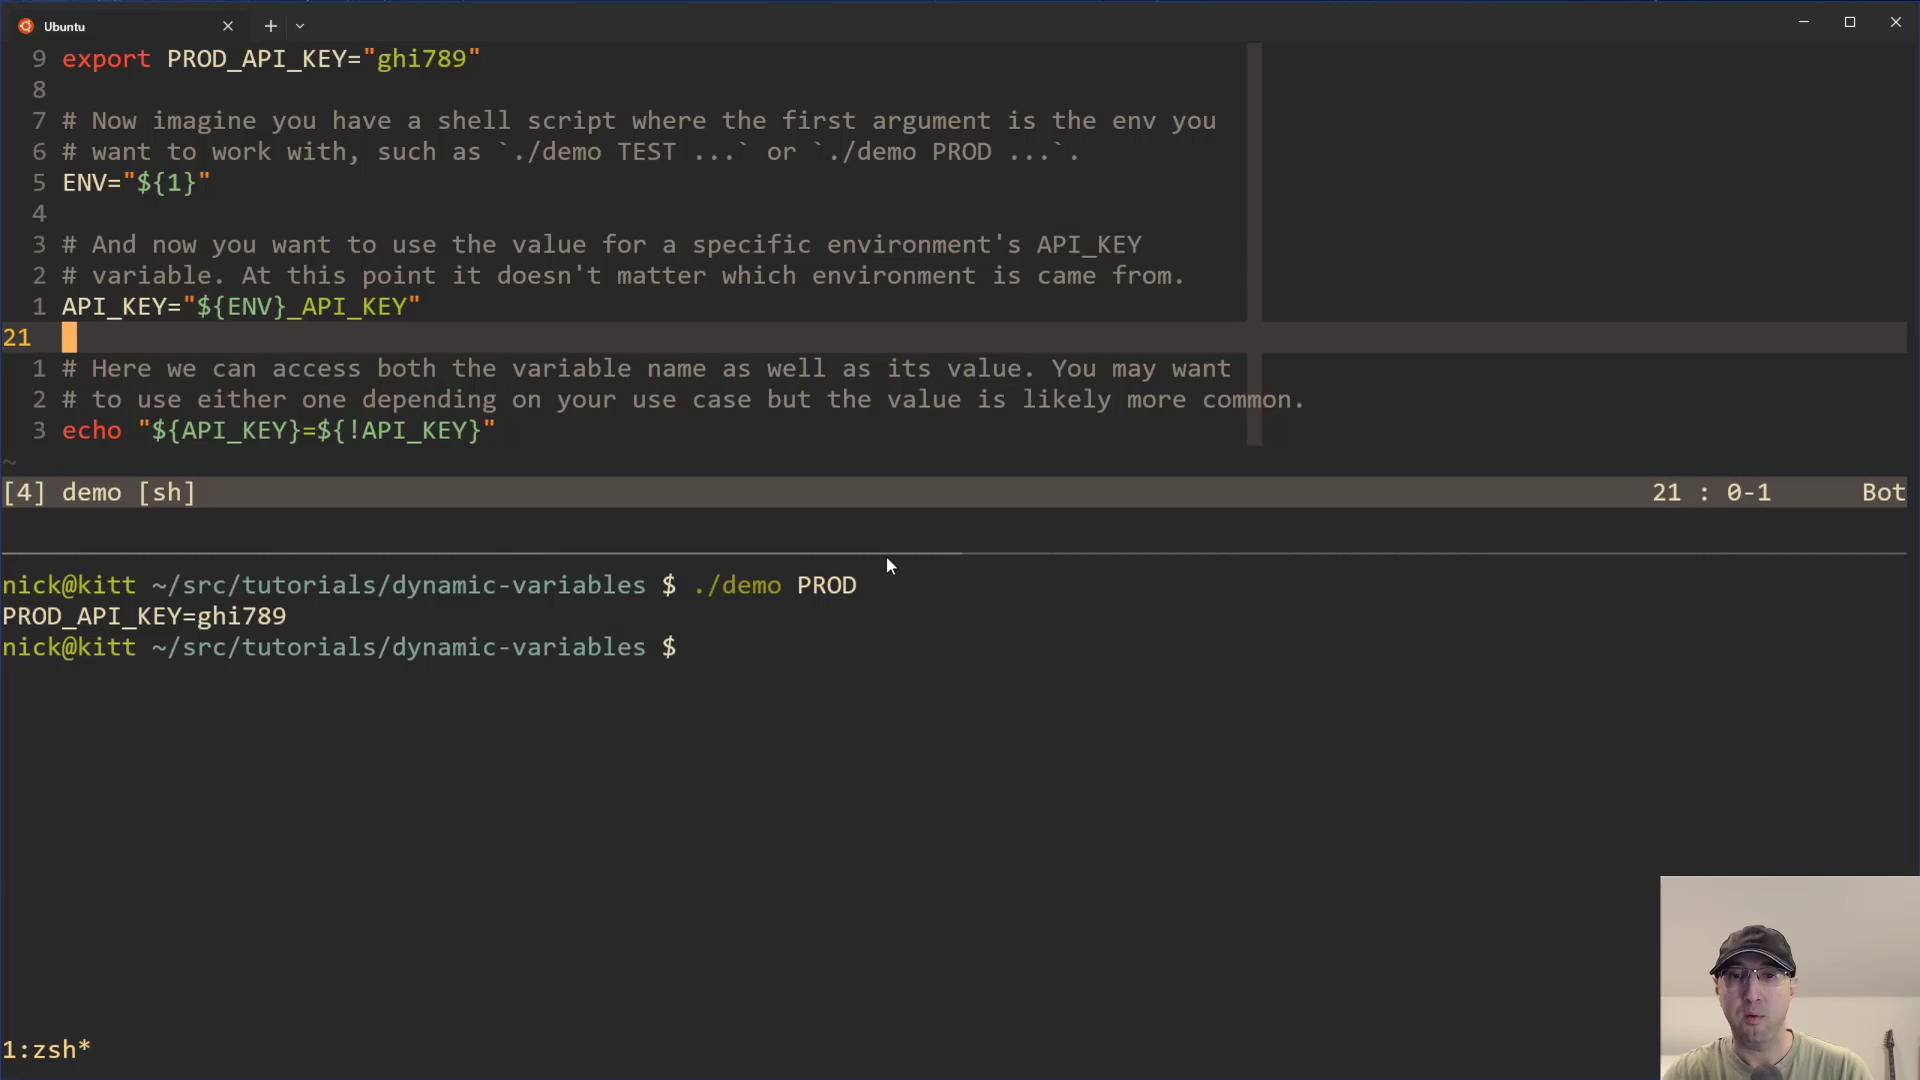 Ubuntu
9 export PROD_API_KEY="ghi789"
8
7 # Now imagine you have a shell script where the first argument is the env you
6 # want to work with, such as `./demo TEST ...` or `./demo PROD ...`.
5 ENV="${1}"
4
3 # And now you want to use the value for a specific environment's API_KEY
2 # variable. At this point it doesn't matter which environment is came from.
1 API_KEY="${ENV}_API_KEY"
21
1 # Here we can access both the variable name as well as its value. You may want
2 # to use either one depending on your use case but the value is likely more common.
3 echo "${API_KEY}=${!API_KEY}"
~
[4] demo [sh] 21 : 0-1 Bot
nick@kitt ~/src/tutorials/dynamic-variables $ ./demo PROD
PROD_API_KEY=ghi789
nick@kitt ~/src/tutorials/dynamic-variables $
1:zsh*